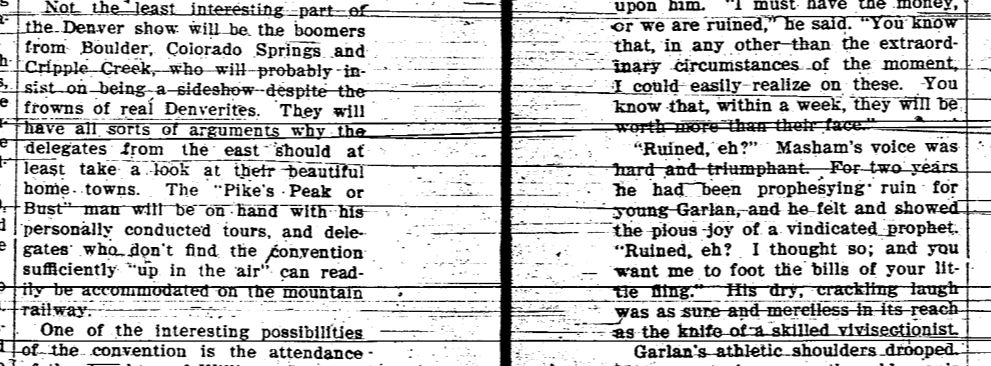 Not the least interesting part of
the Denver show will be the boomers
from Boulder, Colorado Springs and
Cripple Creek, who will probably in-
sist on being a sideshow despite the
frowns of real Denverites. They will
have all sorts of arguments why the
delegates from the east should at
least take a look at their beautiful
home towns. The "Pike's Peak or
Bust" man will be on hand with his
personally conducted tours, and dele-
gates who don't find the convention
sufficiently "up in the air" can read-
ily be accommodated on the mountain
railway.
One of the interesting possibilities
of the convention is the attendance
upon him. "I must have the money,
or we are ruined," he said. "You know
that, in any other than the extraord-
inary circumstances of the moment,
I could easily realize on these. You
know that, within a week, they will be
worth more than their face."
"Ruined, eh?" Masham's voice was
hard and triumphant. For two years
he had been prophesying ruin for
young Garlan, and he felt and showed
the pious joy of a vindicated prophet.
"Ruined, eh? I thought so; and you
want me to foot the bills of your lit-
tle fling." His dry, crackling laugh
was as sure and merciless in its reach
as the knife of a skilled vivisectionist.
Garlan's athletic shoulders drooped.